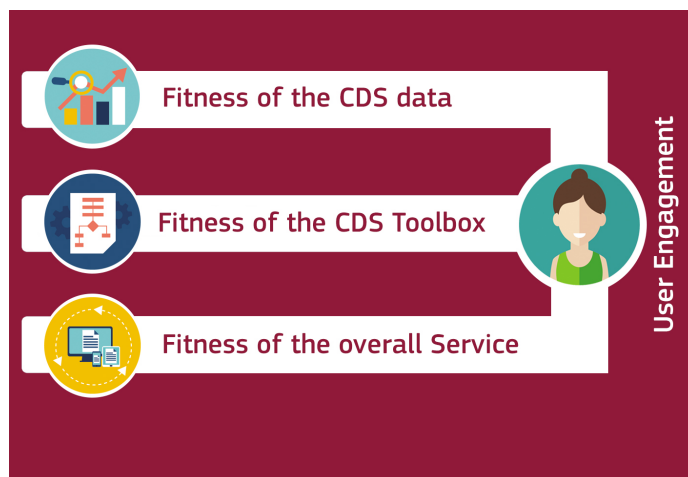 Fitness of the CDS data
Fitness of the CDS Toolbox
Fitness of the overall Service
User Engagement